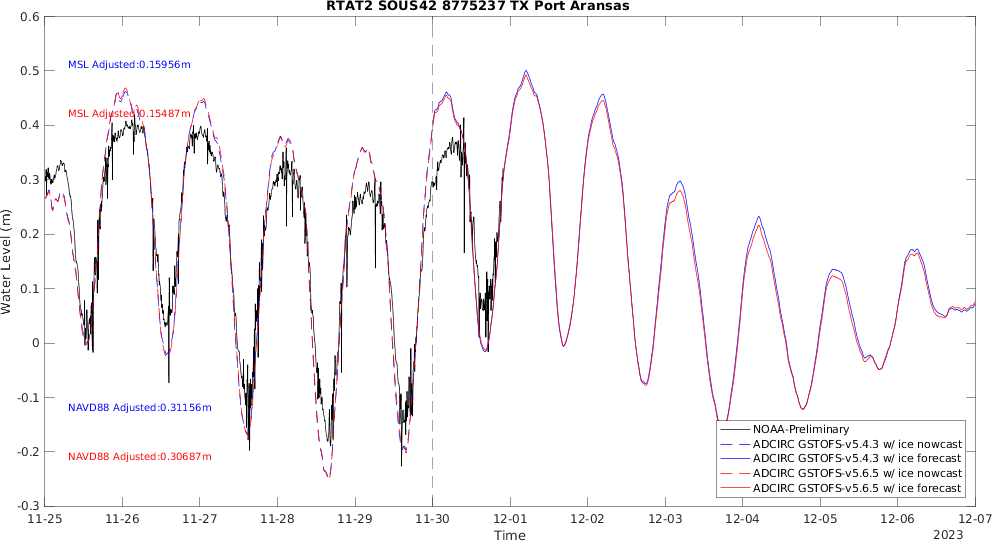 RTAT2 SOUS42 8775237 TX Port Aransas
0.6
0.5
0.4
0.3
0.2
0.1
0
-0.1
-0.2
-0.3
Water Level (m)
MSL Adjusted:0.15956m
MSL Adjusted:0.15487m
NAVD88 Adjusted:0.31156m
NAVD88 Adjusted:0.30687m
NOAA-Preliminary
ADCIRC GSTOFS-v5.4.3 w/ ice nowcast
ADCIRC GSTOFS-v5.4.3 w/ ice forecast
ADCIRC GSTOFS-v5.6.5 w/ ice nowcast
ADCIRC GSTOFS-v5.6.5 w/ ice forecast
11-25 11-26 11-27 11-28 11-29 11-30 12-01 12-02 12-03 12-04 12-05 12-06 12-07
Time
2023